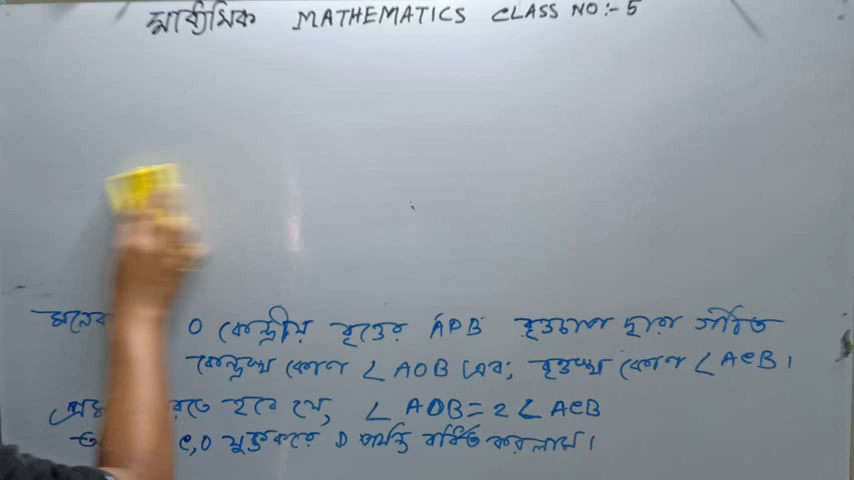 মাধ্যমিক MATHEMATICS CLASS NO:- 5
O কেন্দ্রীয় বৃত্তের APB বৃত্তচাপ দ্বারা গঠিত
কেন্দ্রস্থ কোণ ∠AOB এবং বৃত্তস্থ কোণ ∠ACB।
হবে যে, ∠AOB = 2∠ACB
C,O যুক্ত করে D পর্যন্ত বর্ধিত করলাম।